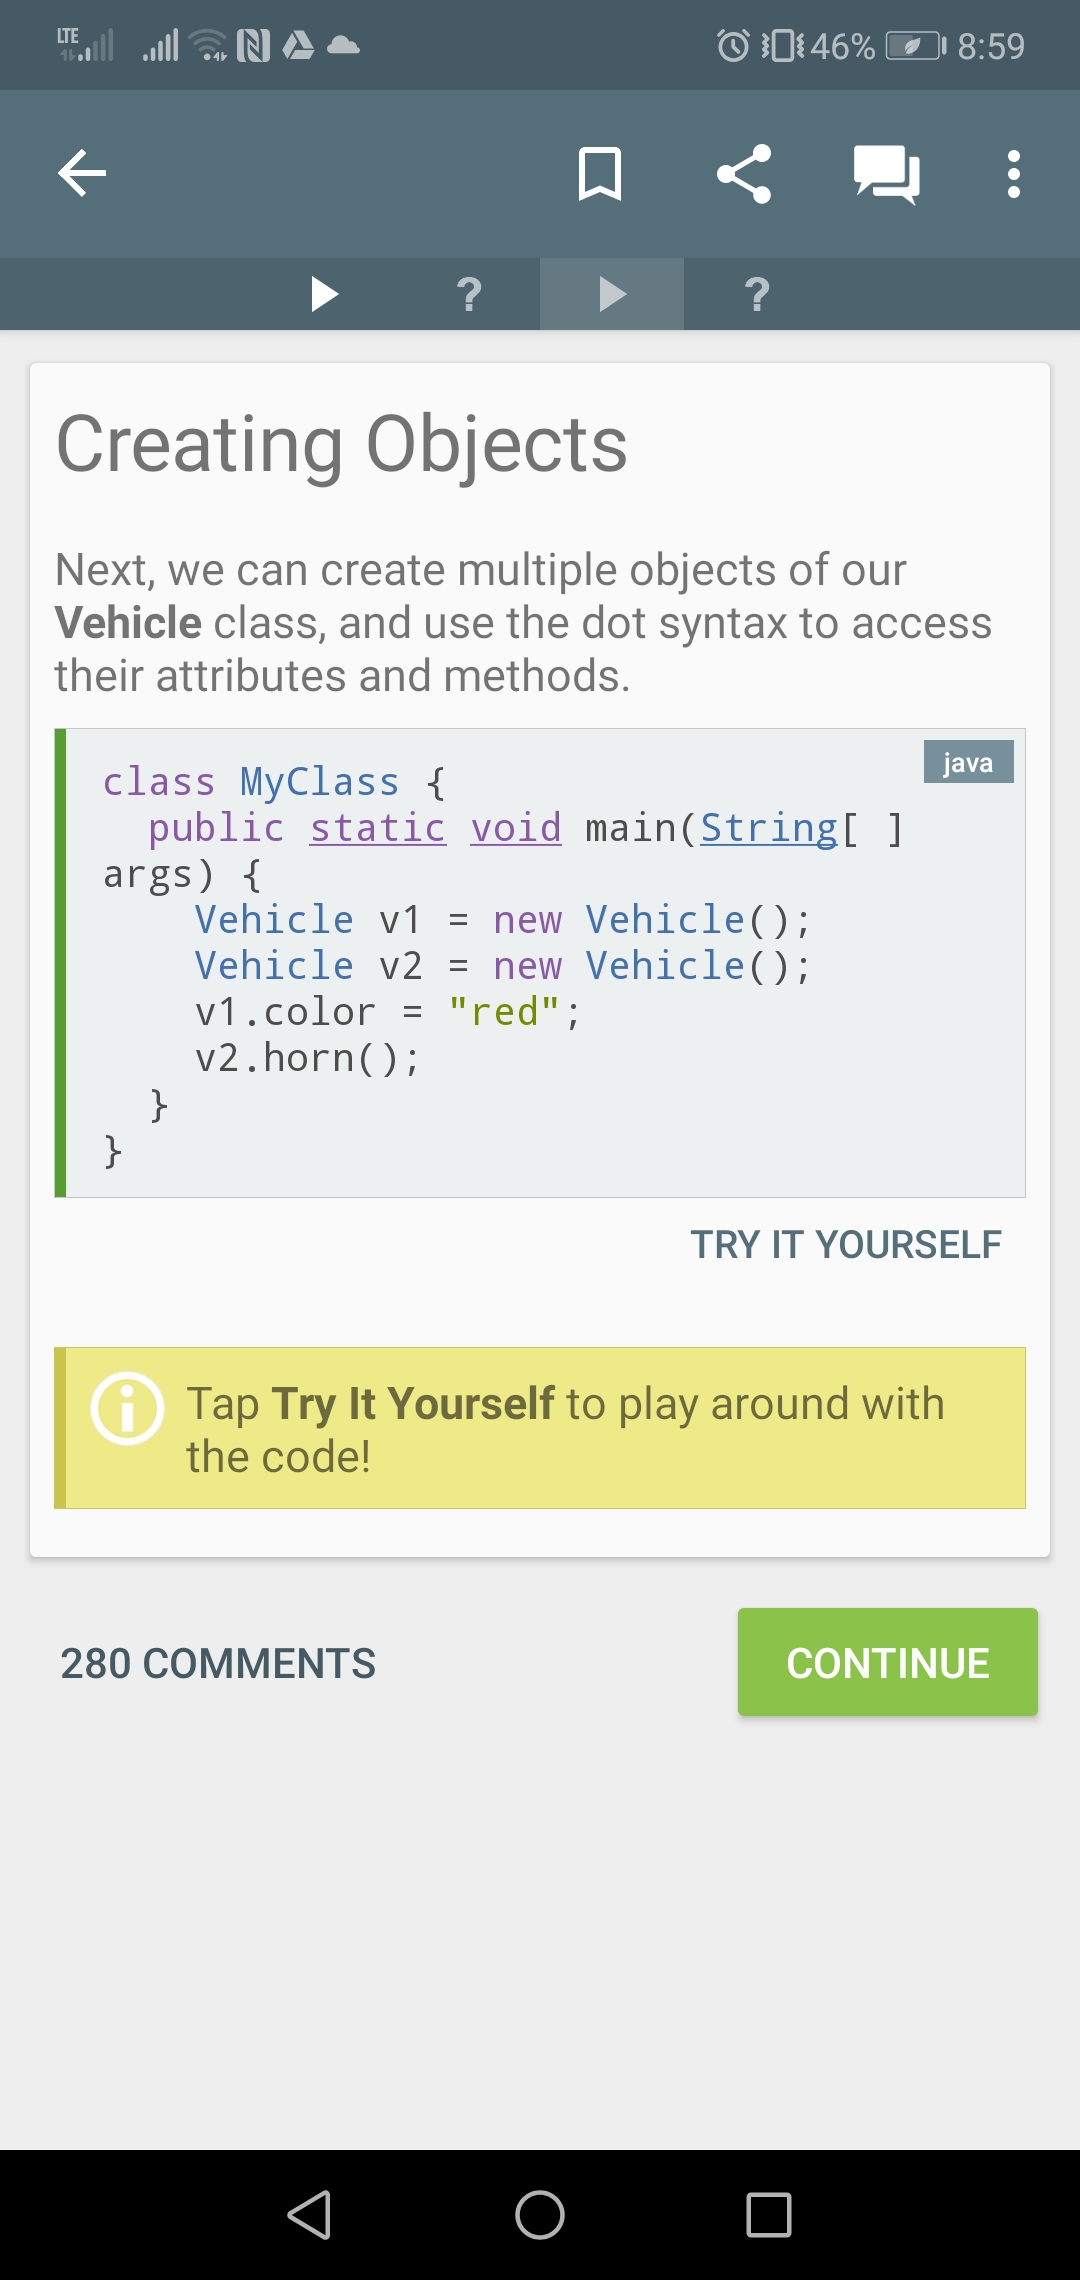 LTE
46% 8:59
? ?
Creating Objects
Next, we can create multiple objects of our
Vehicle class, and use the dot syntax to access
their attributes and methods.
java
class MyClass {
  public static void main(String[ ]
args) {
    Vehicle v1 = new Vehicle();
    Vehicle v2 = new Vehicle();
    v1.color = "red";
    v2.horn();
  }
}
TRY IT YOURSELF
Tap Try It Yourself to play around with
the code!
280 COMMENTS
CONTINUE